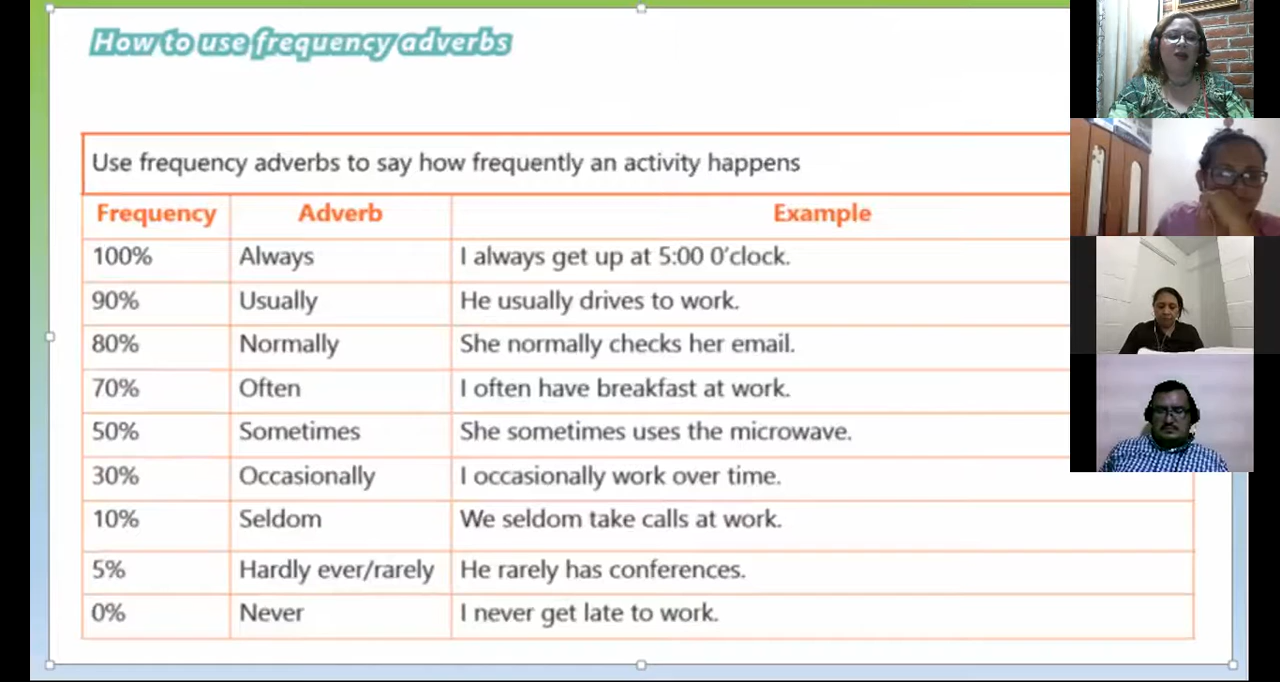 How to use frequency adverbs
Use frequency adverbs to say how frequently an activity happens
Frequency Adverb Example
100% Always I always get up at 5:00 0'clock.
90% Usually He usually drives to work.
80% Normally She normally checks her email.
70% Often I often have breakfast at work.
50% Sometimes She sometimes uses the microwave.
30% Occasionally I occasionally work over time.
10% Seldom We seldom take calls at work.
5% Hardly ever/rarely He rarely has conferences.
0% Never I never get late to work.